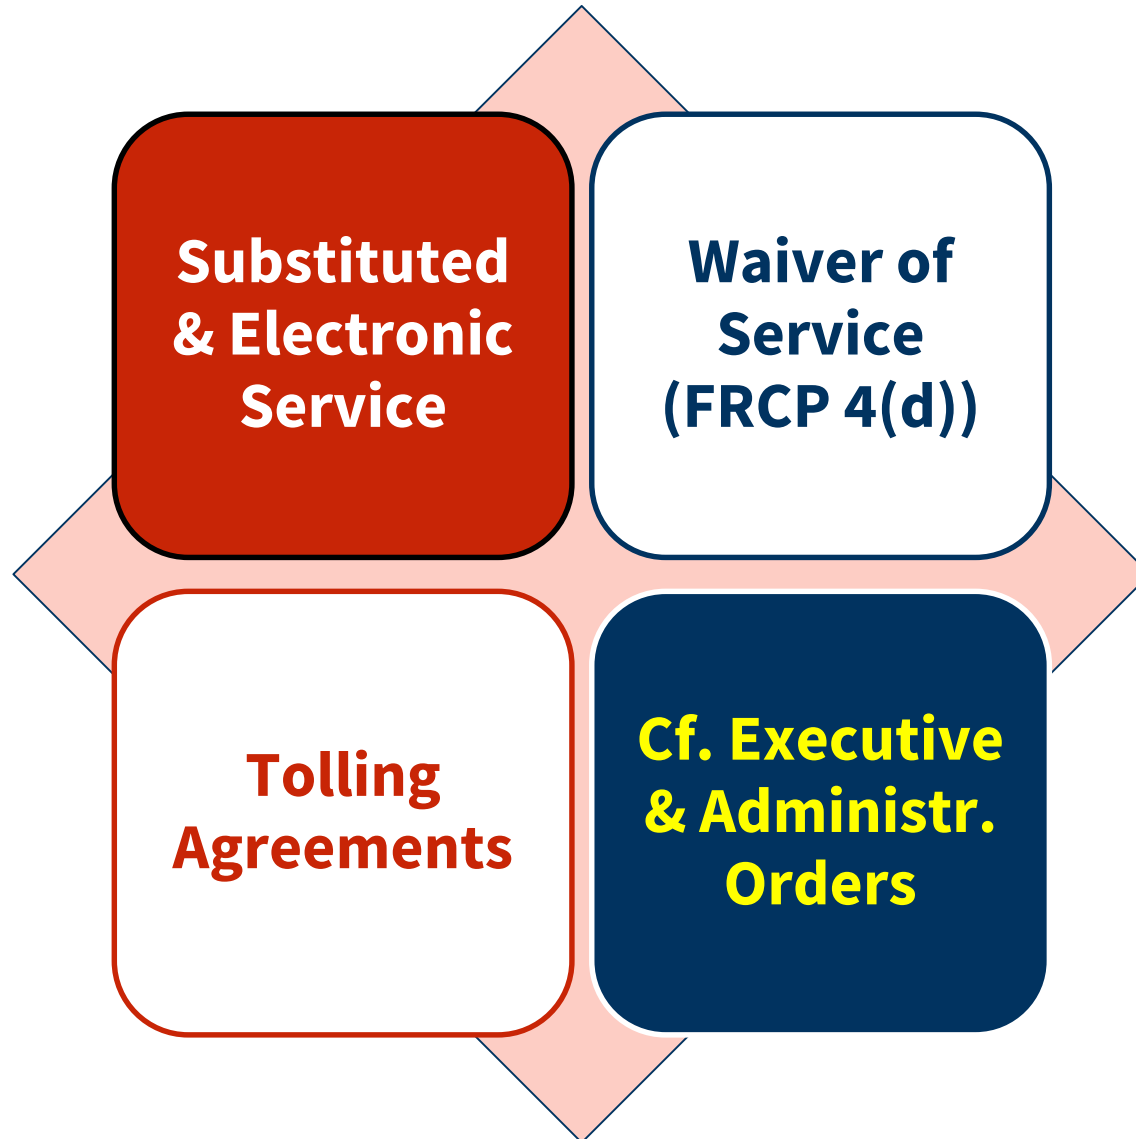 Substituted
& Electronic
Service
Waiver of
Service
(FRCP 4(d))
Tolling
Agreements
Cf. Executive
& Administr.
Orders